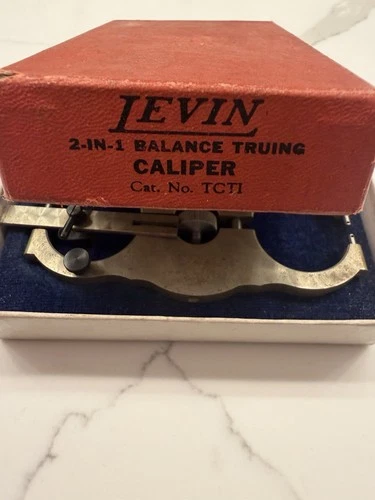 LEVIN
2-IN-1 BALANCE TRUING
CALIPER
Cat. No. TCTI